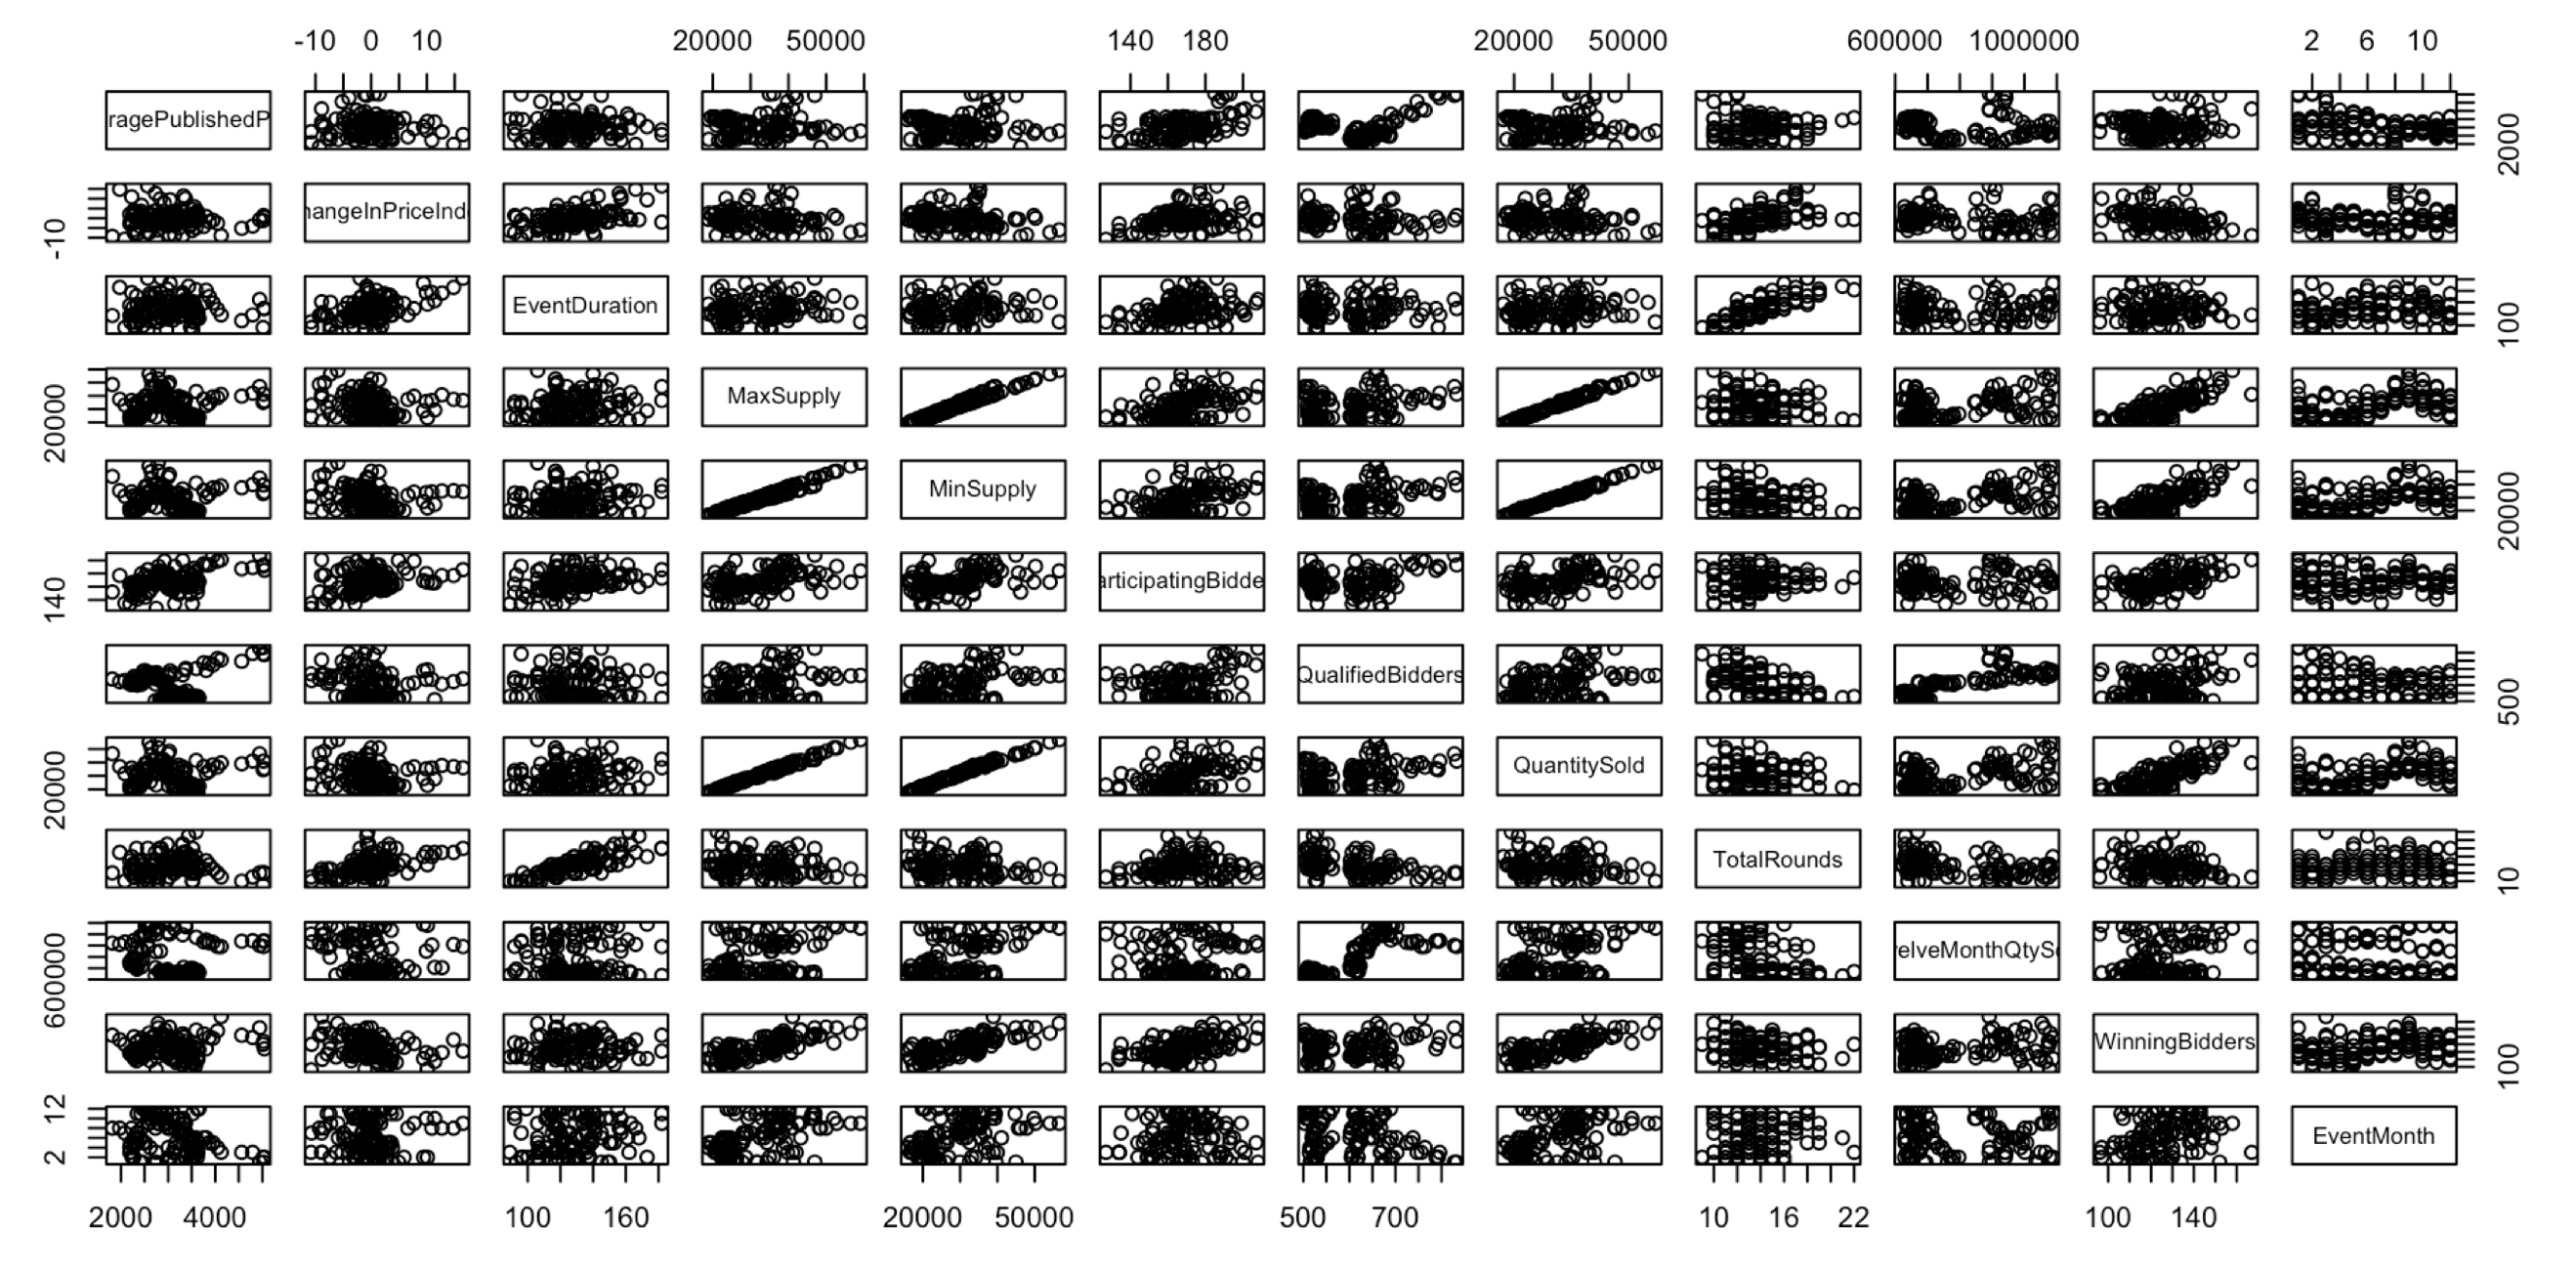 -10 0 10 20000 50000 140 180 20000 50000 600000 1000000 2 6 10
ragePublishedP 2000
-10 hangeInPriceInd
EventDuration 100
20000 MaxSupply
MinSupply 20000
140 articipatingBidde
QualifiedBidders 500
20000 QuantitySold
TotalRounds 10
600000 elveMonthQtyS
WinningBidders 100
2 12 EventMonth
2000 4000 100 160 20000 50000 500 700 10 16 22 100 140